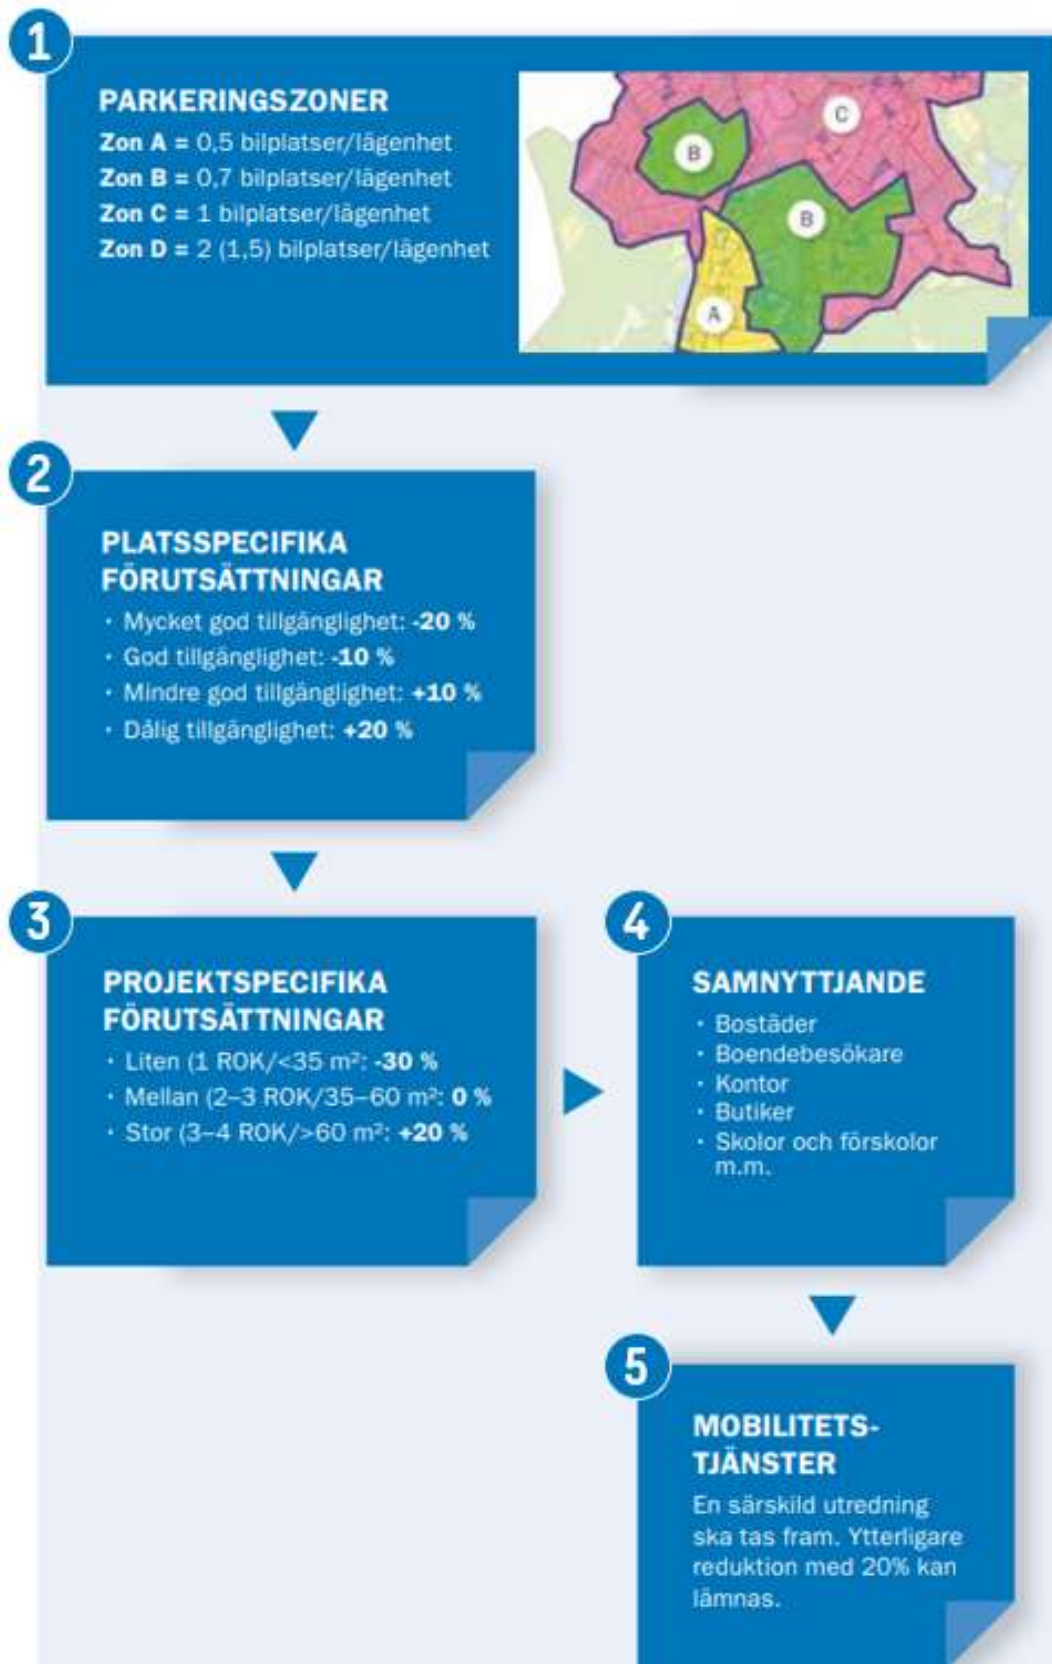 1
PARKERINGSZONER
Zon A = 0,5 bilplatser/lägenhet
Zon B = 0,7 bilplatser/lägenhet
Zon C = 1 bilplatser/lägenhet
Zon D = 2 (1,5) bilplatser/lägenhet
C
B
B
A
2
PLATSSPECIFIKA
FÖRUTSÄTTNINGAR
• Mycket god tillgänglighet: -20 %
• God tillgänglighet: -10 %
• Mindre god tillgänglighet: +10 %
• Dålig tillgänglighet: +20 %
3
PROJEKTSPECIFIKA
FÖRUTSÄTTNINGAR
• Liten (1 ROK/<35 m²: -30 %
• Mellan (2–3 ROK/35–60 m²: 0 %
• Stor (3–4 ROK/>60 m²: +20 %
4
SAMNYTTJANDE
• Bostäder
• Boendebesökare
• Kontor
• Butiker
• Skolor och förskolor
m.m.
5
MOBILITETS-
TJÄNSTER
En särskild utredning
ska tas fram. Ytterligare
reduktion med 20% kan
lämnas.